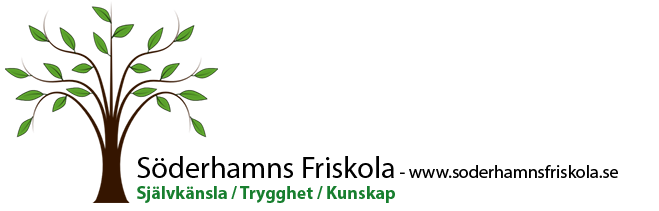 Söderhamns Friskola - www.soderhamnsfriskola.se
Självkänsla / Trygghet / Kunskap